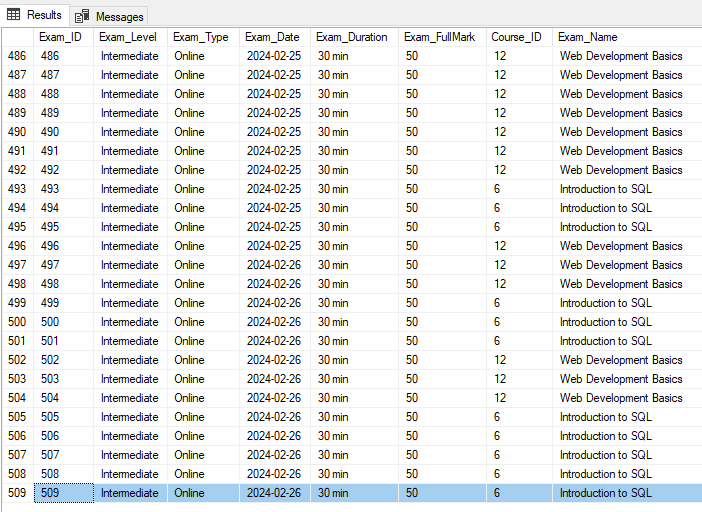 Results Messages
Exam_ID Exam_Level Exam_Type Exam_Date Exam_Duration Exam_FullMark Course_ID Exam_Name
486 486 Intermediate Online 2024-02-25 30 min 50 12 Web Development Basics
487 487 Intermediate Online 2024-02-25 30 min 50 12 Web Development Basics
488 488 Intermediate Online 2024-02-25 30 min 50 12 Web Development Basics
489 489 Intermediate Online 2024-02-25 30 min 50 12 Web Development Basics
490 490 Intermediate Online 2024-02-25 30 min 50 12 Web Development Basics
491 491 Intermediate Online 2024-02-25 30 min 50 12 Web Development Basics
492 492 Intermediate Online 2024-02-25 30 min 50 12 Web Development Basics
493 493 Intermediate Online 2024-02-25 30 min 50 6 Introduction to SQL
494 494 Intermediate Online 2024-02-25 30 min 50 6 Introduction to SQL
495 495 Intermediate Online 2024-02-25 30 min 50 6 Introduction to SQL
496 496 Intermediate Online 2024-02-25 30 min 50 12 Web Development Basics
497 497 Intermediate Online 2024-02-26 30 min 50 12 Web Development Basics
498 498 Intermediate Online 2024-02-26 30 min 50 12 Web Development Basics
499 499 Intermediate Online 2024-02-26 30 min 50 6 Introduction to SQL
500 500 Intermediate Online 2024-02-26 30 min 50 6 Introduction to SQL
501 501 Intermediate Online 2024-02-26 30 min 50 6 Introduction to SQL
502 502 Intermediate Online 2024-02-26 30 min 50 12 Web Development Basics
503 503 Intermediate Online 2024-02-26 30 min 50 12 Web Development Basics
504 504 Intermediate Online 2024-02-26 30 min 50 12 Web Development Basics
505 505 Intermediate Online 2024-02-26 30 min 50 6 Introduction to SQL
506 506 Intermediate Online 2024-02-26 30 min 50 6 Introduction to SQL
507 507 Intermediate Online 2024-02-26 30 min 50 6 Introduction to SQL
508 508 Intermediate Online 2024-02-26 30 min 50 6 Introduction to SQL
509 509 Intermediate Online 2024-02-26 30 min 50 6 Introduction to SQL